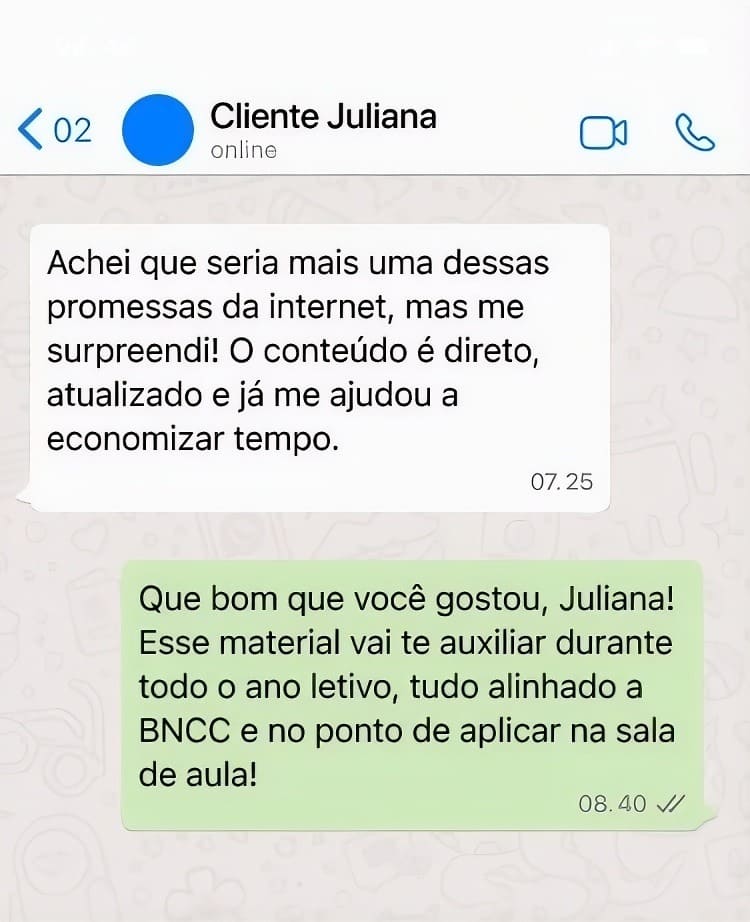 02
Cliente Juliana
online
Achei que seria mais uma dessas
promessas da internet, mas me
surpreendi! O conteúdo é direto,
atualizado e já me ajudou a
economizar tempo.
07.25
Que bom que você gostou, Juliana!
Esse material vai te auxiliar durante
todo o ano letivo, tudo alinhado a
BNCC e no ponto de aplicar na sala
de aula!
08.40